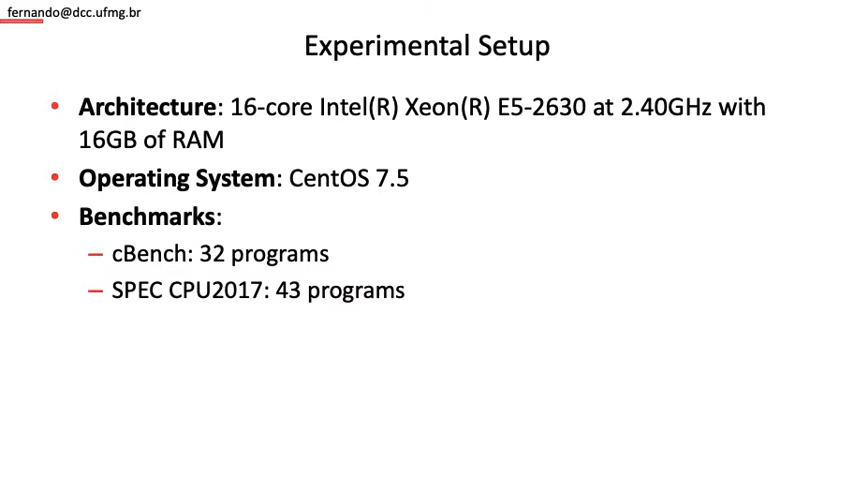 fernando@dcc.ufmg.br
Experimental Setup
• Architecture: 16-core Intel(R) Xeon(R) E5-2630 at 2.40GHz with
16GB of RAM
• Operating System: CentOS 7.5
• Benchmarks:
– cBench: 32 programs
– SPEC CPU2017: 43 programs